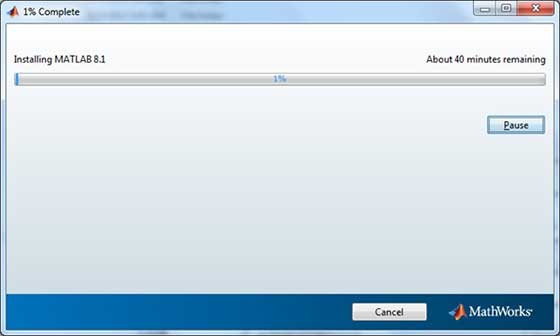 1% Complete
Installing MATLAB 8.1 About 40 minutes remaining
1%
Pause
Cancel
MathWorks®